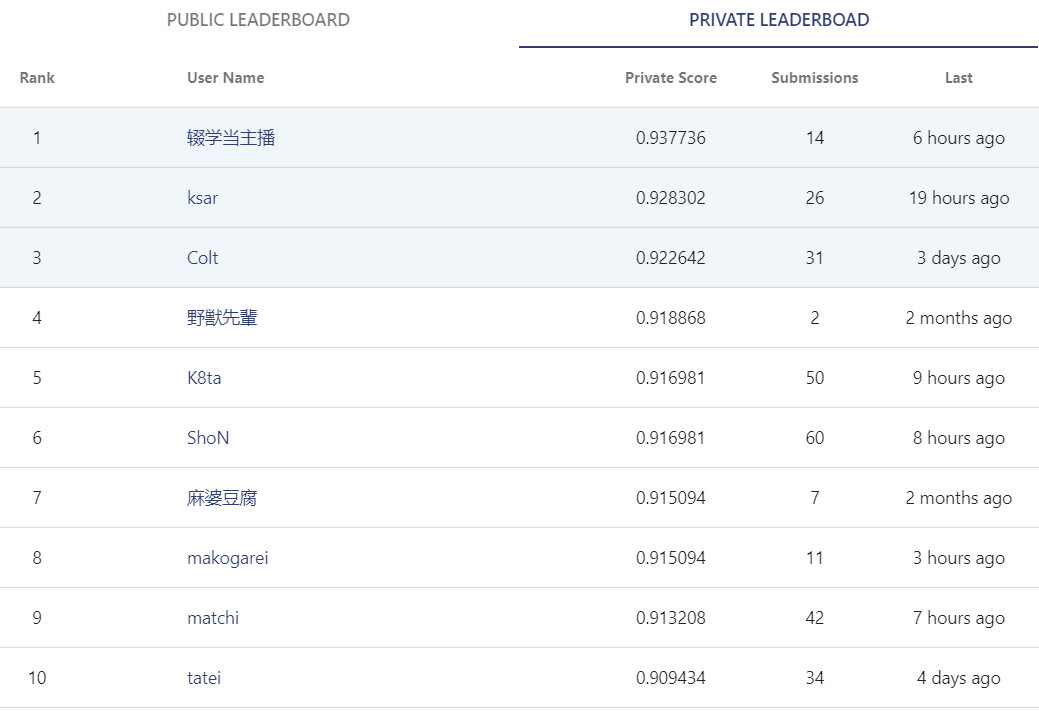 PUBLIC LEADERBOARD PRIVATE LEADERBOAD
Rank User Name Private Score Submissions Last
1 辍学当主播 0.937736 14 6 hours ago
2 ksar 0.928302 26 19 hours ago
3 Colt 0.922642 31 3 days ago
4 野獣先輩 0.918868 2 2 months ago
5 K8ta 0.916981 50 9 hours ago
6 ShoN 0.916981 60 8 hours ago
7 麻婆豆腐 0.915094 7 2 months ago
8 makogarei 0.915094 11 3 hours ago
9 matchi 0.913208 42 7 hours ago
10 tatei 0.909434 34 4 days ago